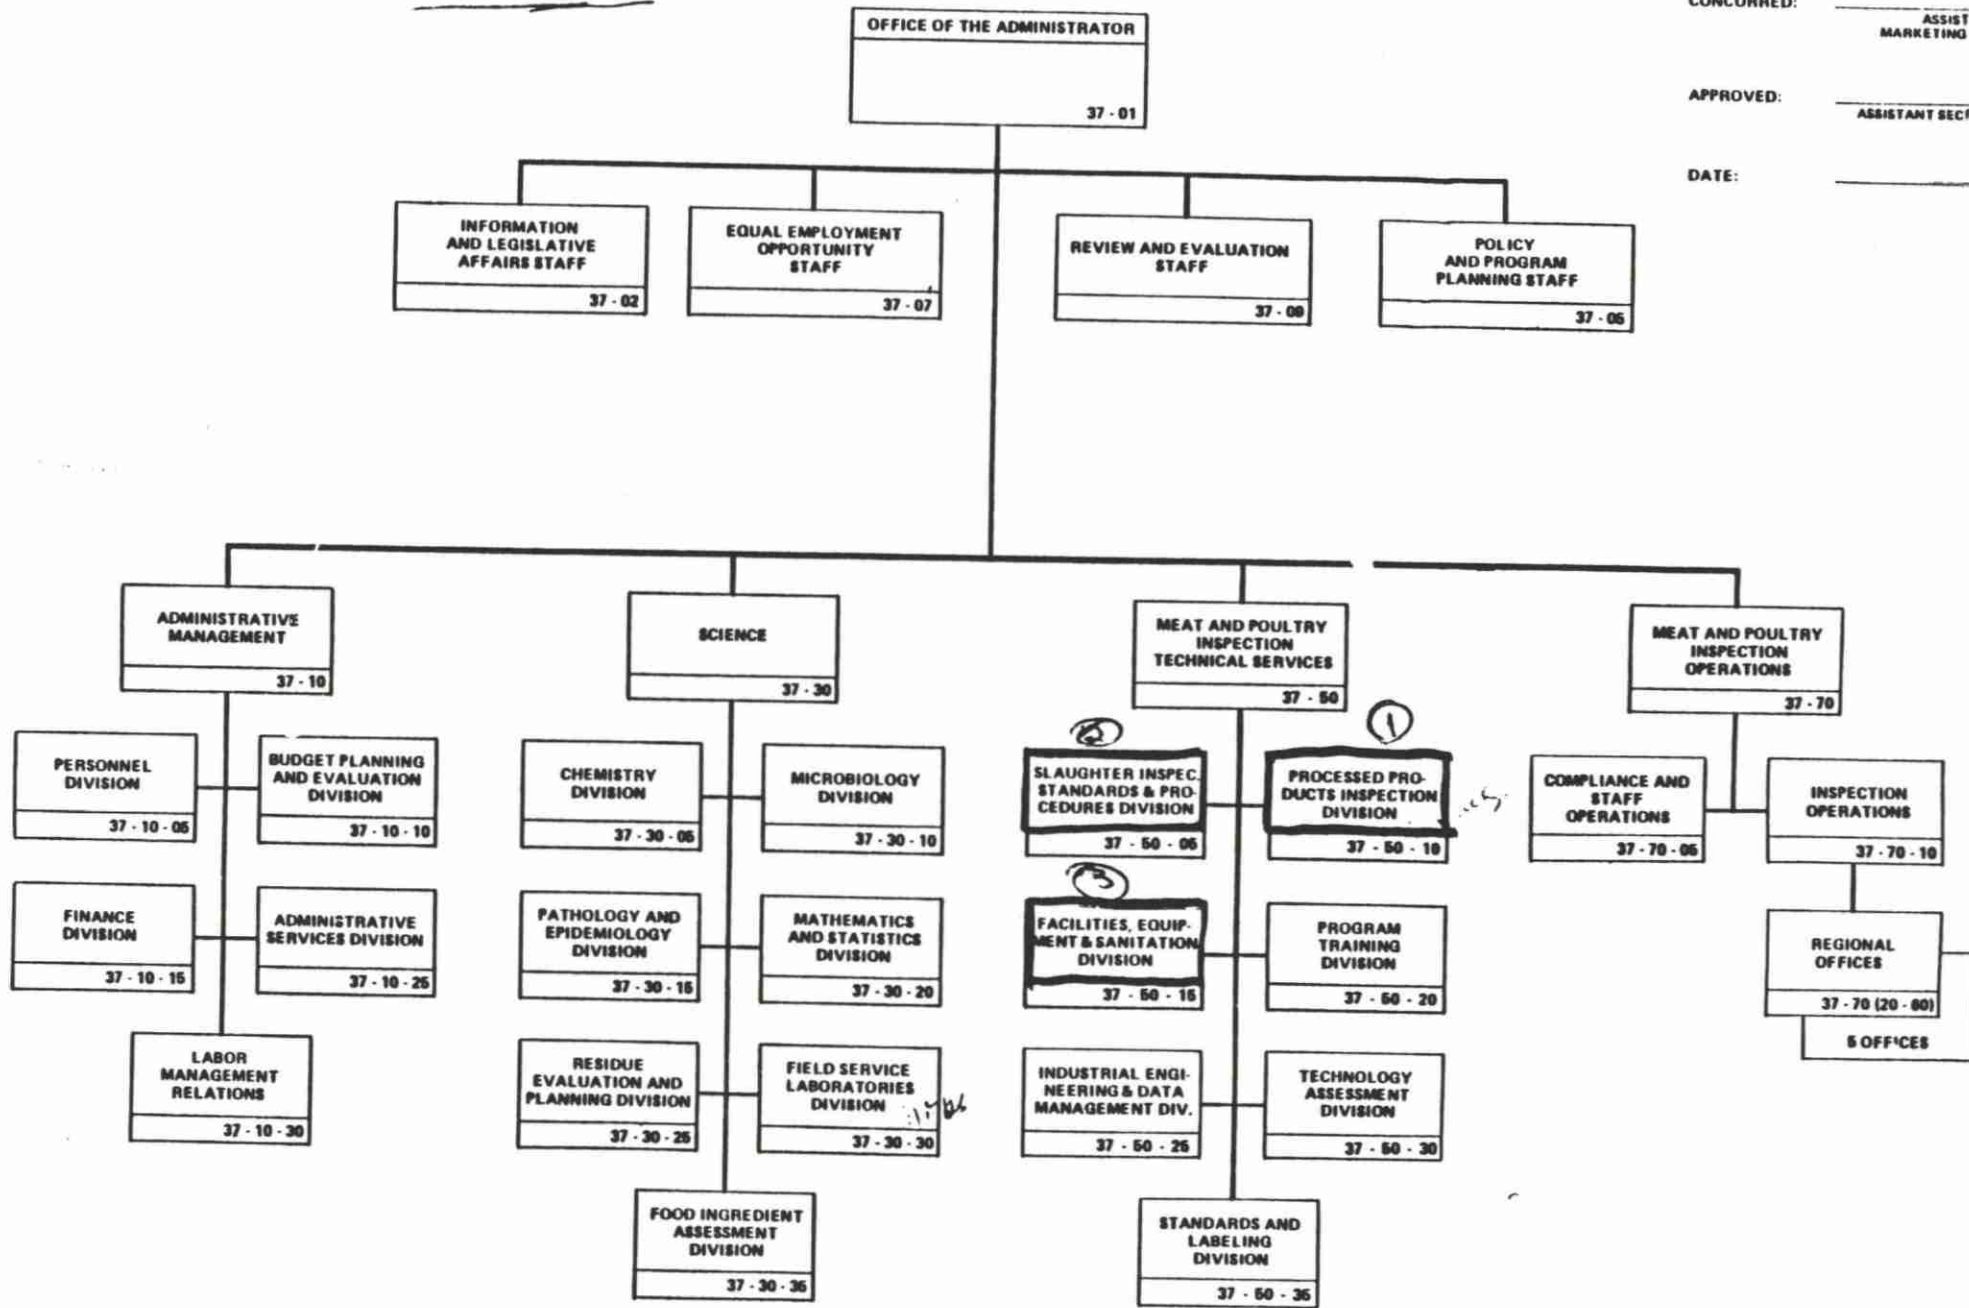 CONCURRED:
ASSIST
MARKETING
APPROVED:
ASSISTANT SECR
DATE:
OFFICE OF THE ADMINISTRATOR
37 - 01
INFORMATION
AND LEGISLATIVE
AFFAIRS STAFF
37 - 02
EQUAL EMPLOYMENT
OPPORTUNITY
STAFF
37 - 07
REVIEW AND EVALUATION
STAFF
37 - 09
POLICY
AND PROGRAM
PLANNING STAFF
37 - 05
ADMINISTRATIVE
MANAGEMENT
37 - 10
SCIENCE
37 - 30
MEAT AND POULTRY
INSPECTION
TECHNICAL SERVICES
37 - 50
MEAT AND POULTRY
INSPECTION
OPERATIONS
37 - 70
PERSONNEL
DIVISION
37 - 10 - 05
BUDGET PLANNING
AND EVALUATION
DIVISION
37 - 10 - 10
FINANCE
DIVISION
37 - 10 - 15
ADMINISTRATIVE
SERVICES DIVISION
37 - 10 - 25
LABOR
MANAGEMENT
RELATIONS
37 - 10 - 30
CHEMISTRY
DIVISION
37 - 30 - 05
MICROBIOLOGY
DIVISION
37 - 30 - 10
PATHOLOGY AND
EPIDEMIOLOGY
DIVISION
37 - 30 - 15
MATHEMATICS
AND STATISTICS
DIVISION
37 - 30 - 20
RESIDUE
EVALUATION AND
PLANNING DIVISION
37 - 30 - 25
FIELD SERVICE
LABORATORIES
DIVISION
37 - 30 - 30
FOOD INGREDIENT
ASSESSMENT
DIVISION
37 - 30 - 35
2
SLAUGHTER INSPEC.
STANDARDS & PRO-
CEDURES DIVISION
37 - 50 - 05
1
PROCESSED PRO-
DUCTS INSPECTION
DIVISION
37 - 50 - 10
3
FACILITIES, EQUIP-
MENT & SANITATION
DIVISION
37 - 50 - 15
PROGRAM
TRAINING
DIVISION
37 - 50 - 20
INDUSTRIAL ENGI-
NEERING & DATA
MANAGEMENT DIV.
37 - 50 - 25
TECHNOLOGY
ASSESSMENT
DIVISION
37 - 50 - 30
STANDARDS AND
LABELING
DIVISION
37 - 50 - 35
COMPLIANCE AND
STAFF
OPERATIONS
37 - 70 - 05
INSPECTION
OPERATIONS
37 - 70 - 10
REGIONAL
OFFICES
37 - 70 (20 - 60)
5 OFFICES